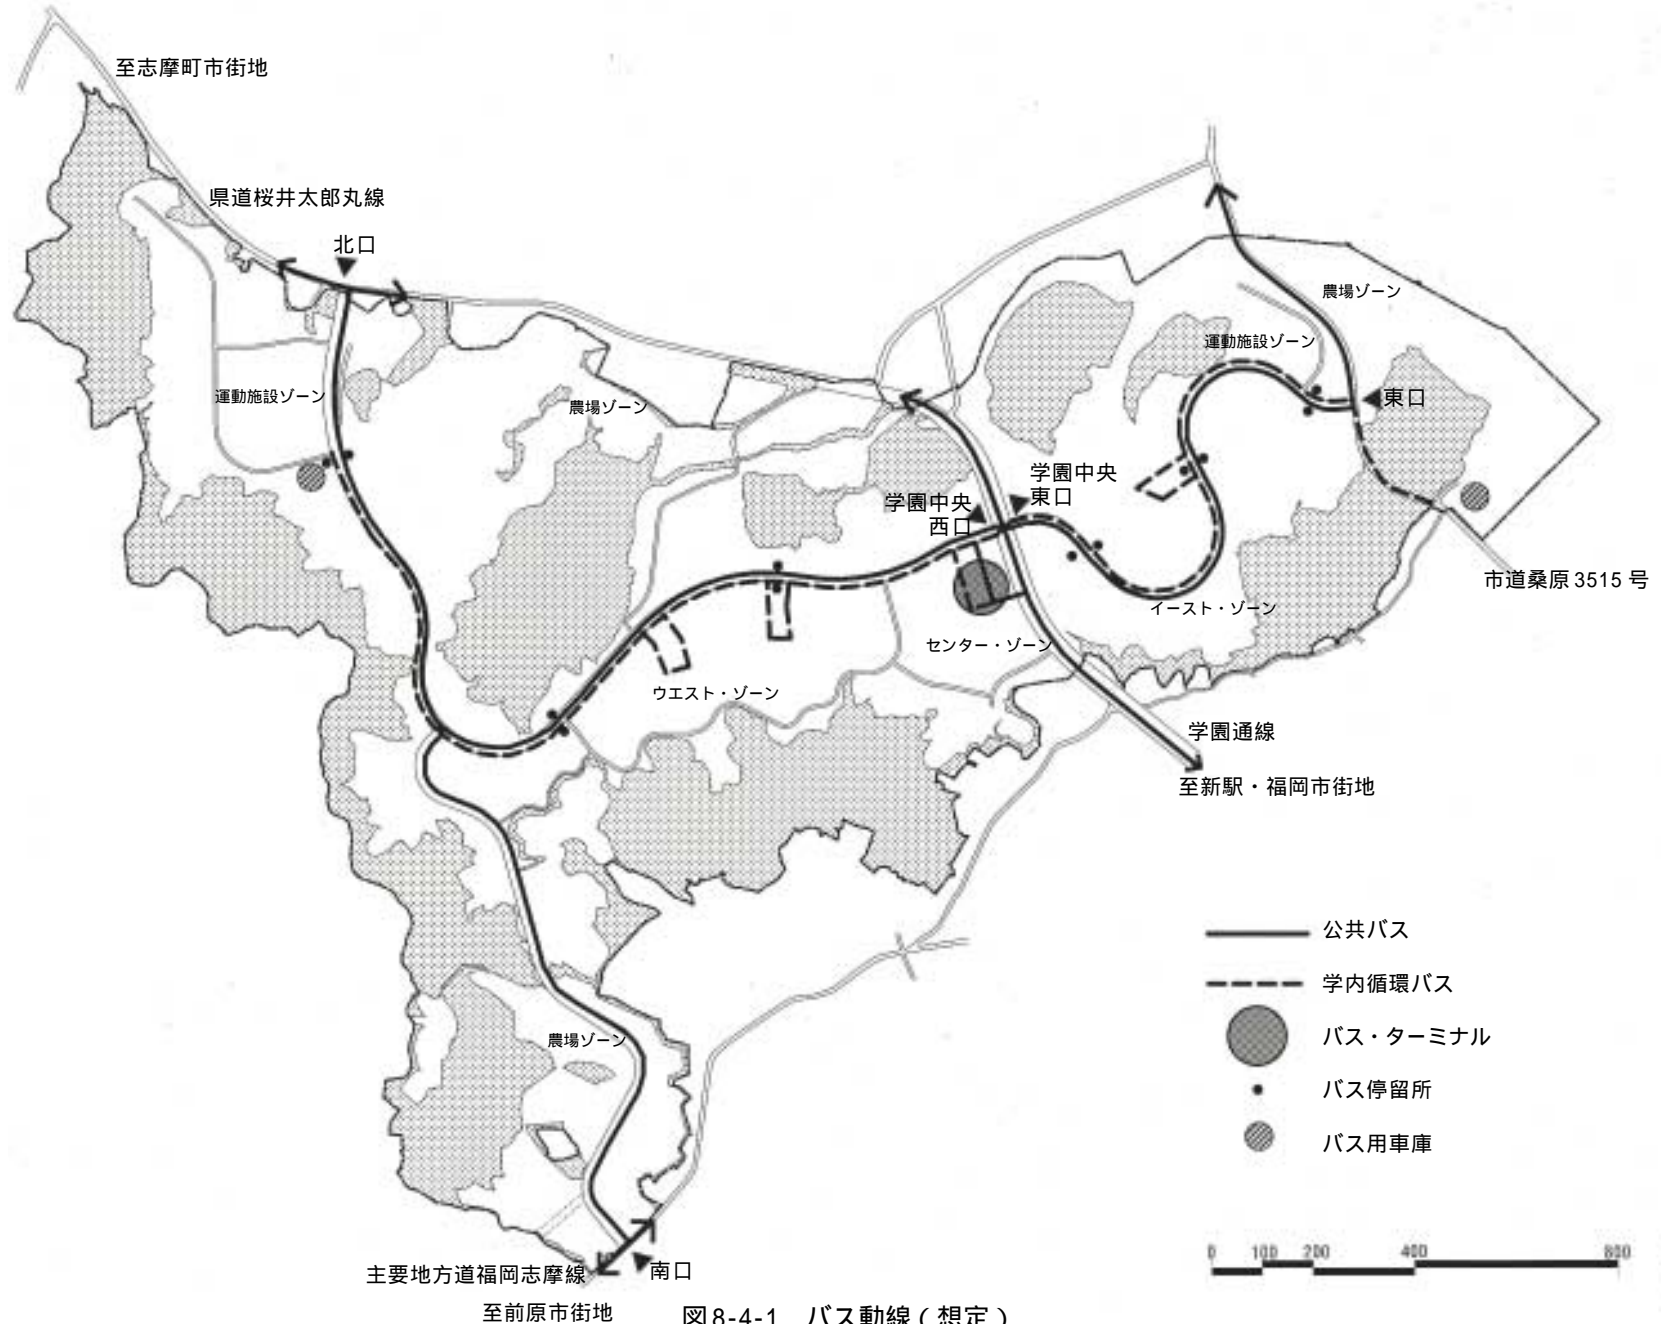 至志摩町市街地
県道桜井太郎丸線
北口
農場ゾーン
運動施設ゾーン
運動施設ゾーン
農場ゾーン
東口
学園中央
東口
学園中央
西口
市道桑原3515号
イースト・ゾーン
センター・ゾーン
ウエスト・ゾーン
学園通線
至新駅・福岡市街地
公共バス
学内循環バス
バス・ターミナル
バス停留所
バス用車庫
農場ゾーン
0 100 200 400 800
主要地方道福岡志摩線
南口
至前原市街地
図8-4-1 バス動線（想定）